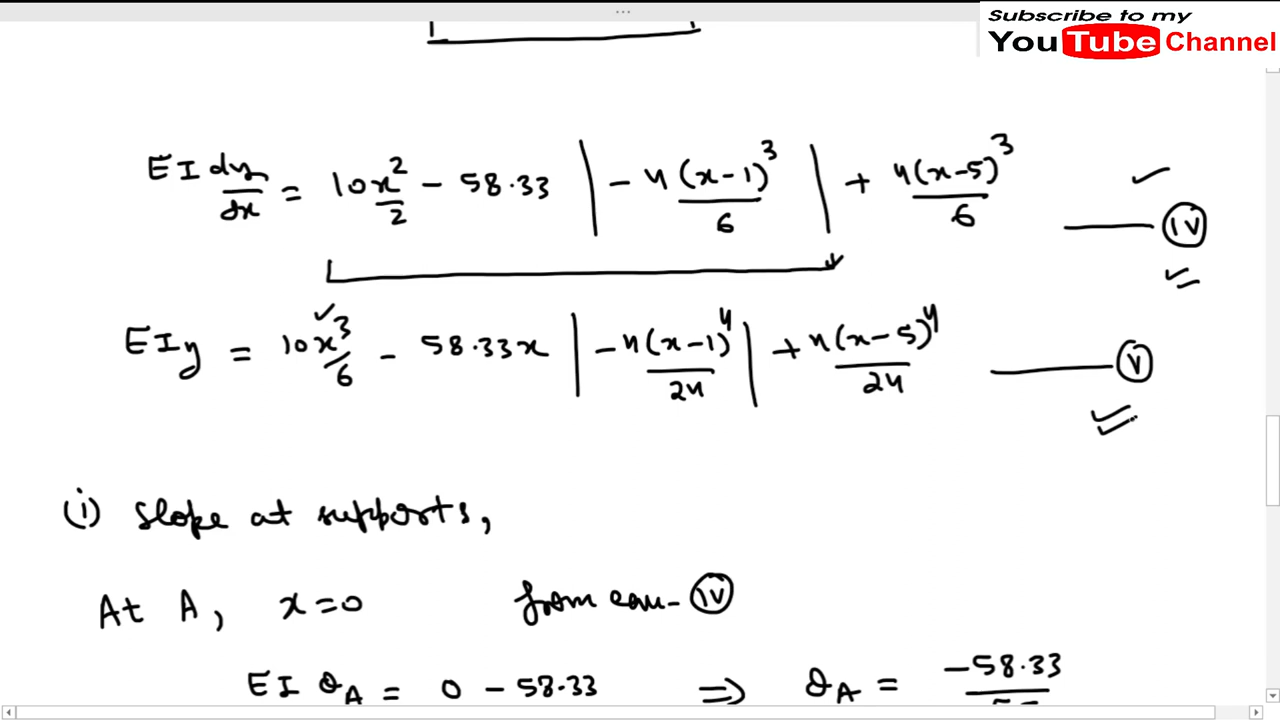 Subscribe to my
YouTube Channel
EI dy/dx = 10x²/2 - 58.33 | - 4(x-1)³/6 | + 4(x-5)³/6 —— (IV)
EIy = 10x³/6 - 58.33x | - 4(x-1)⁴/24 | + 4(x-5)⁴/24 —— (V)
(i) Slope at supports,
At A, x=0 from equ- (IV)
EI θA = 0 - 58.33 ⇒ θA = -58.33